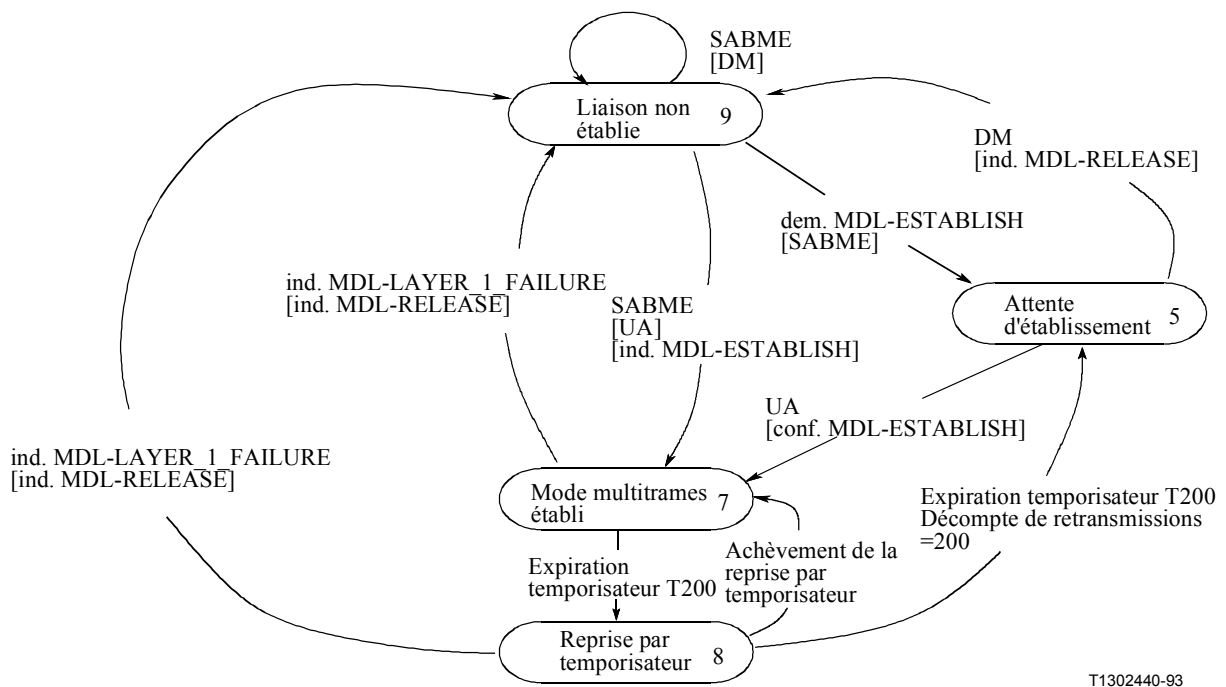 SABME
[DM]
Liaison non
établie
9
DM
[ind. MDL-RELEASE]
dem. MDL-ESTABLISH
[SABME]
ind. MDL-LAYER_1_FAILURE
[ind. MDL-RELEASE]
SABME
[UA]
[ind. MDL-ESTABLISH]
Attente
d'établissement
5
UA
[conf. MDL-ESTABLISH]
ind. MDL-LAYER_1_FAILURE
[ind. MDL-RELEASE]
Mode multitrames
établi
7
Expiration temporisateur T200
Décompte de retransmissions
=200
Expiration
temporisateur T200
Achèvement de la
reprise par
temporisateur
Reprise par
temporisateur
8
T1302440-93